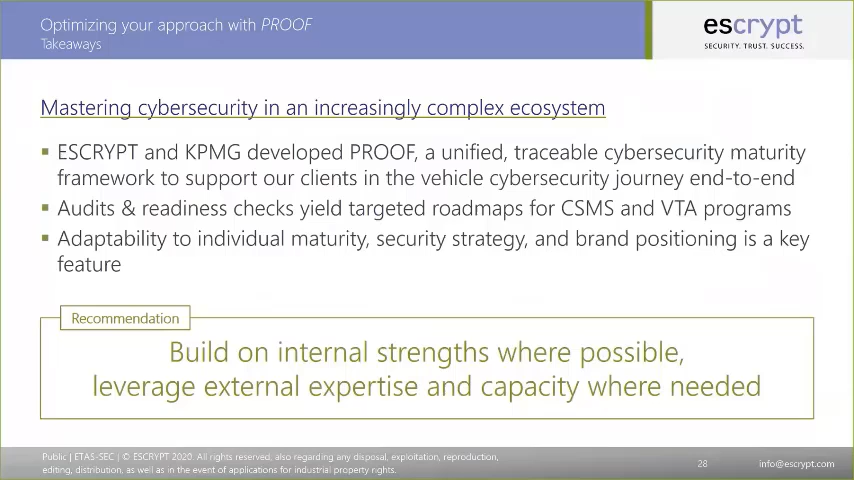 Optimizing your approach with PROOF
Takeaways
escrypt
SECURITY. TRUST. SUCCESS.
Mastering cybersecurity in an increasingly complex ecosystem
▪ ESCRYPT and KPMG developed PROOF, a unified, traceable cybersecurity maturity
framework to support our clients in the vehicle cybersecurity journey end-to-end
▪ Audits & readiness checks yield targeted roadmaps for CSMS and VTA programs
▪ Adaptability to individual maturity, security strategy, and brand positioning is a key
feature
Recommendation
Build on internal strengths where possible,
leverage external expertise and capacity where needed
Public | ETAS-SEC | © ESCRYPT 2020. All rights reserved, also regarding any disposal, exploitation, reproduction,
editing, distribution, as well as in the event of applications for industrial property rights.
28
info@escrypt.com